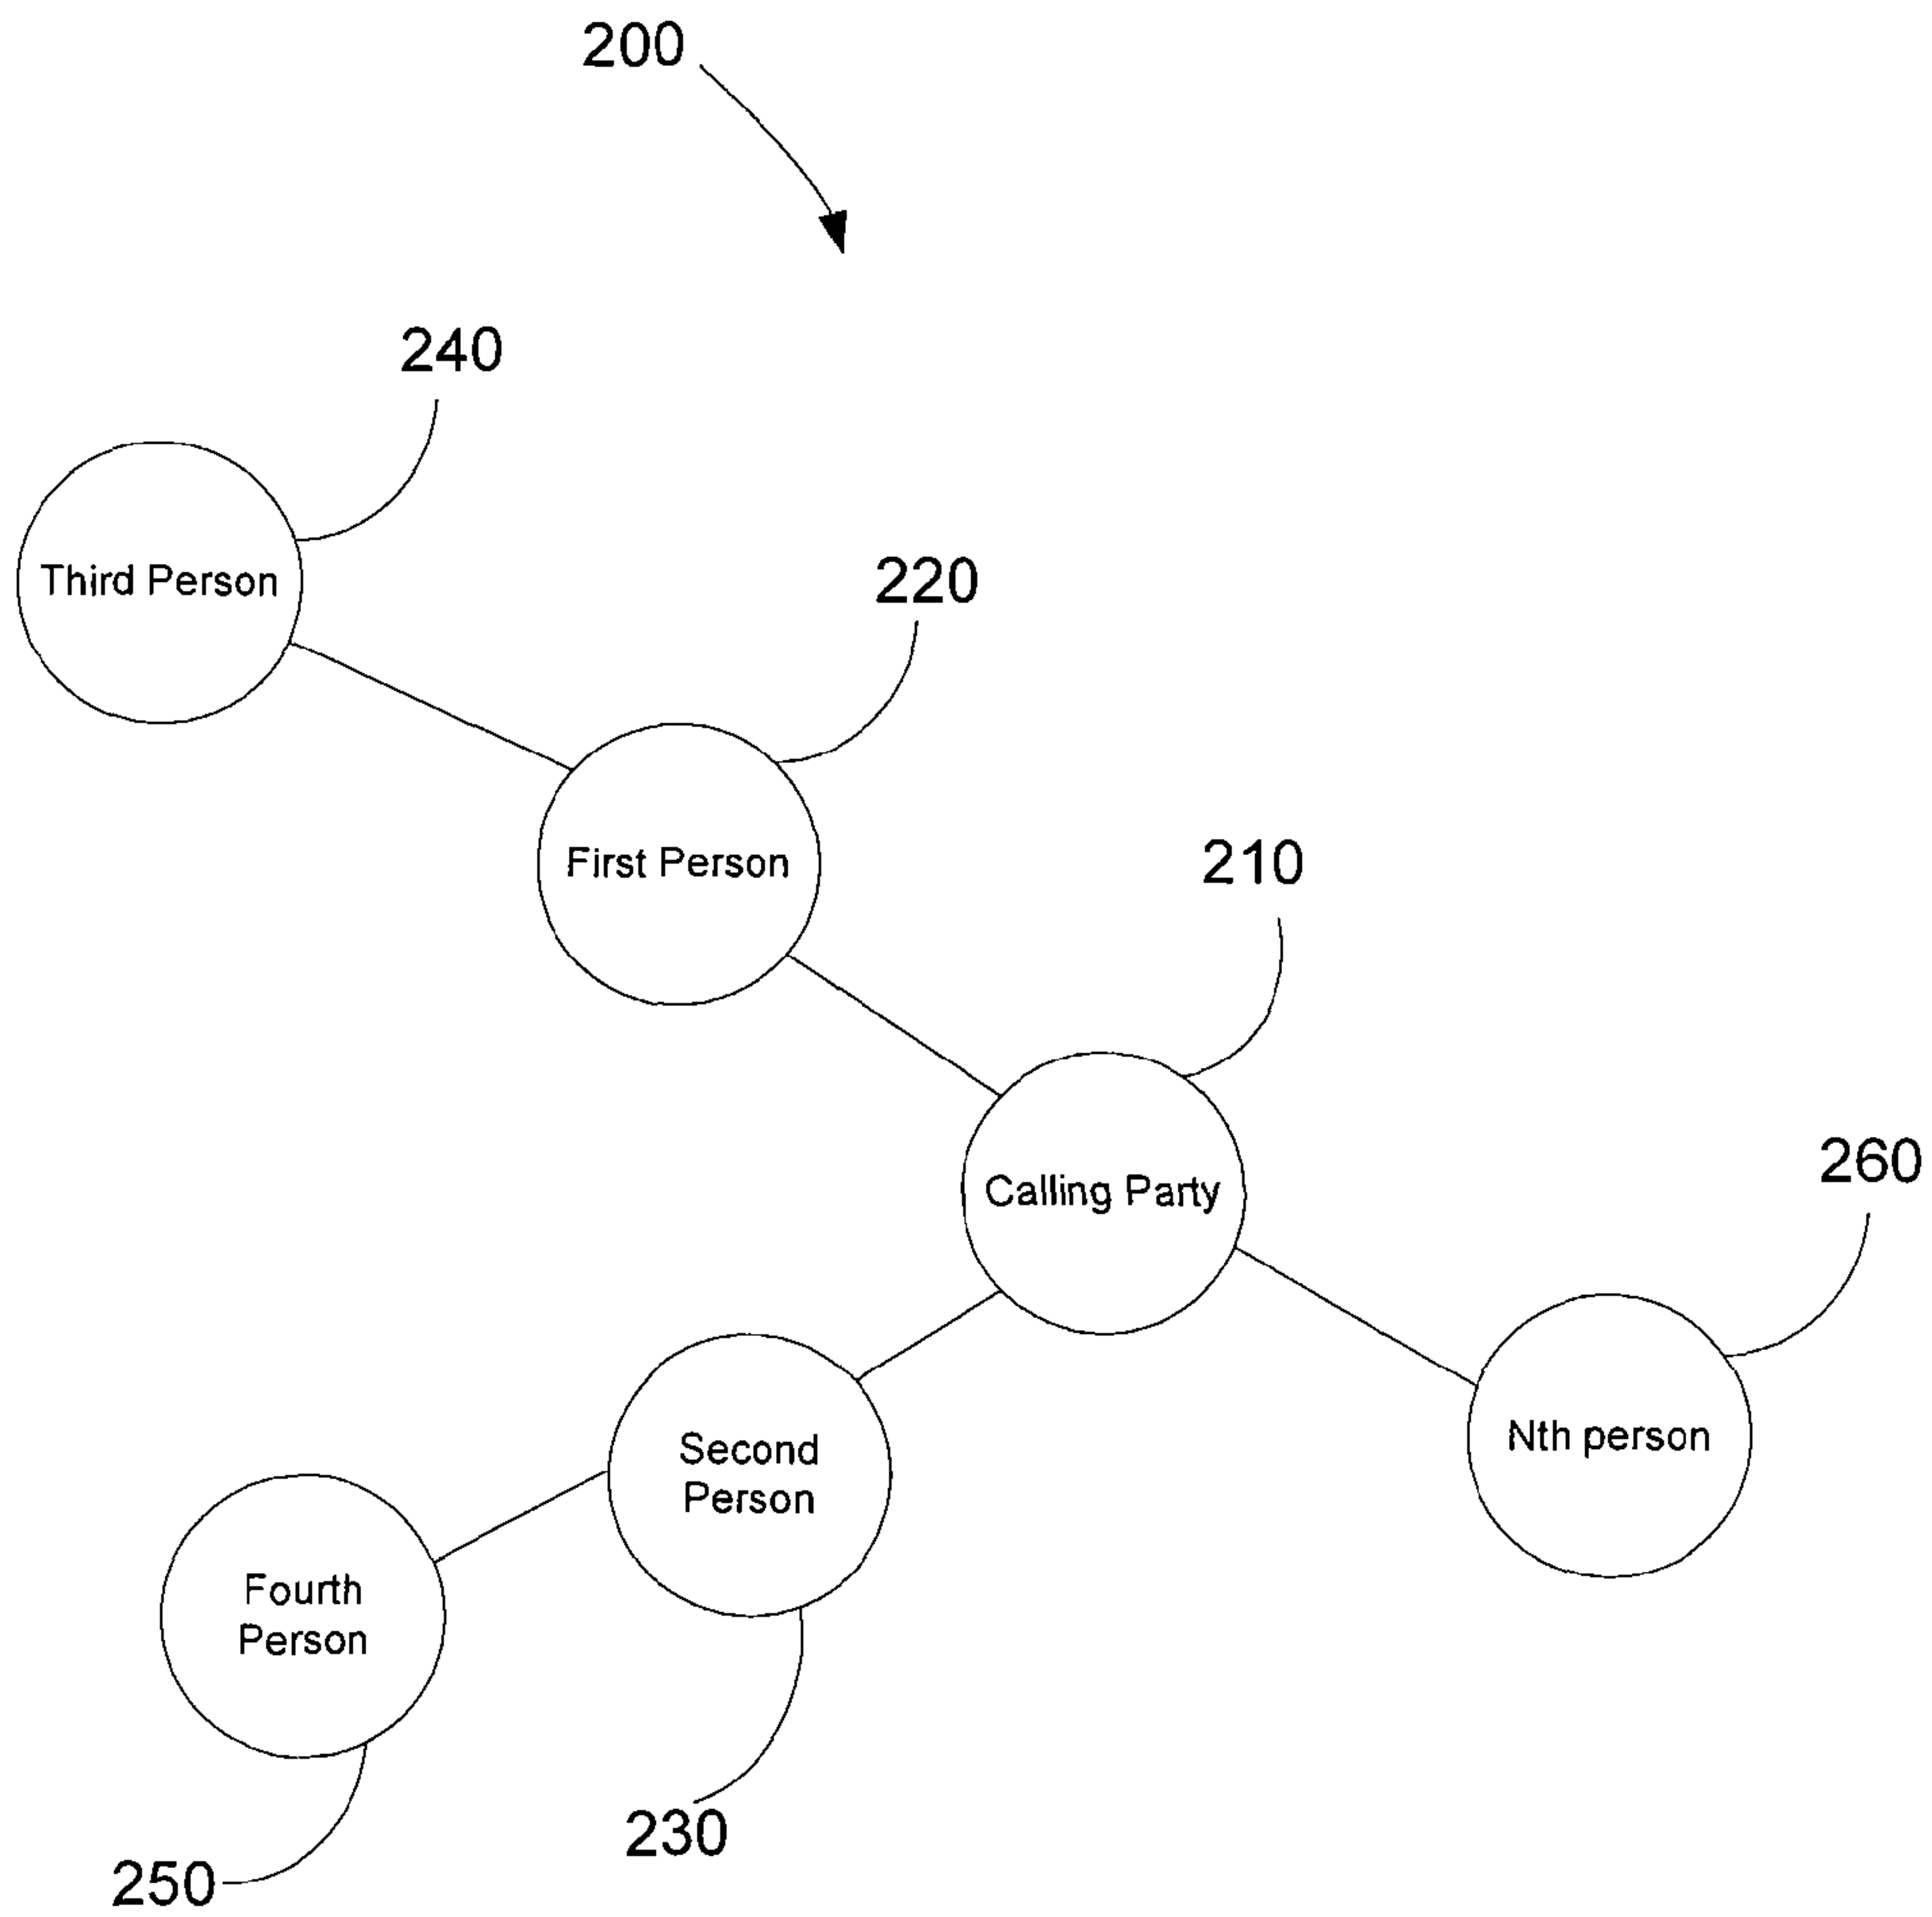 200
240
Third Person
220
First Person
210
Calling Party
260
Nth person
Second
Person
Fourth
Person
230
250